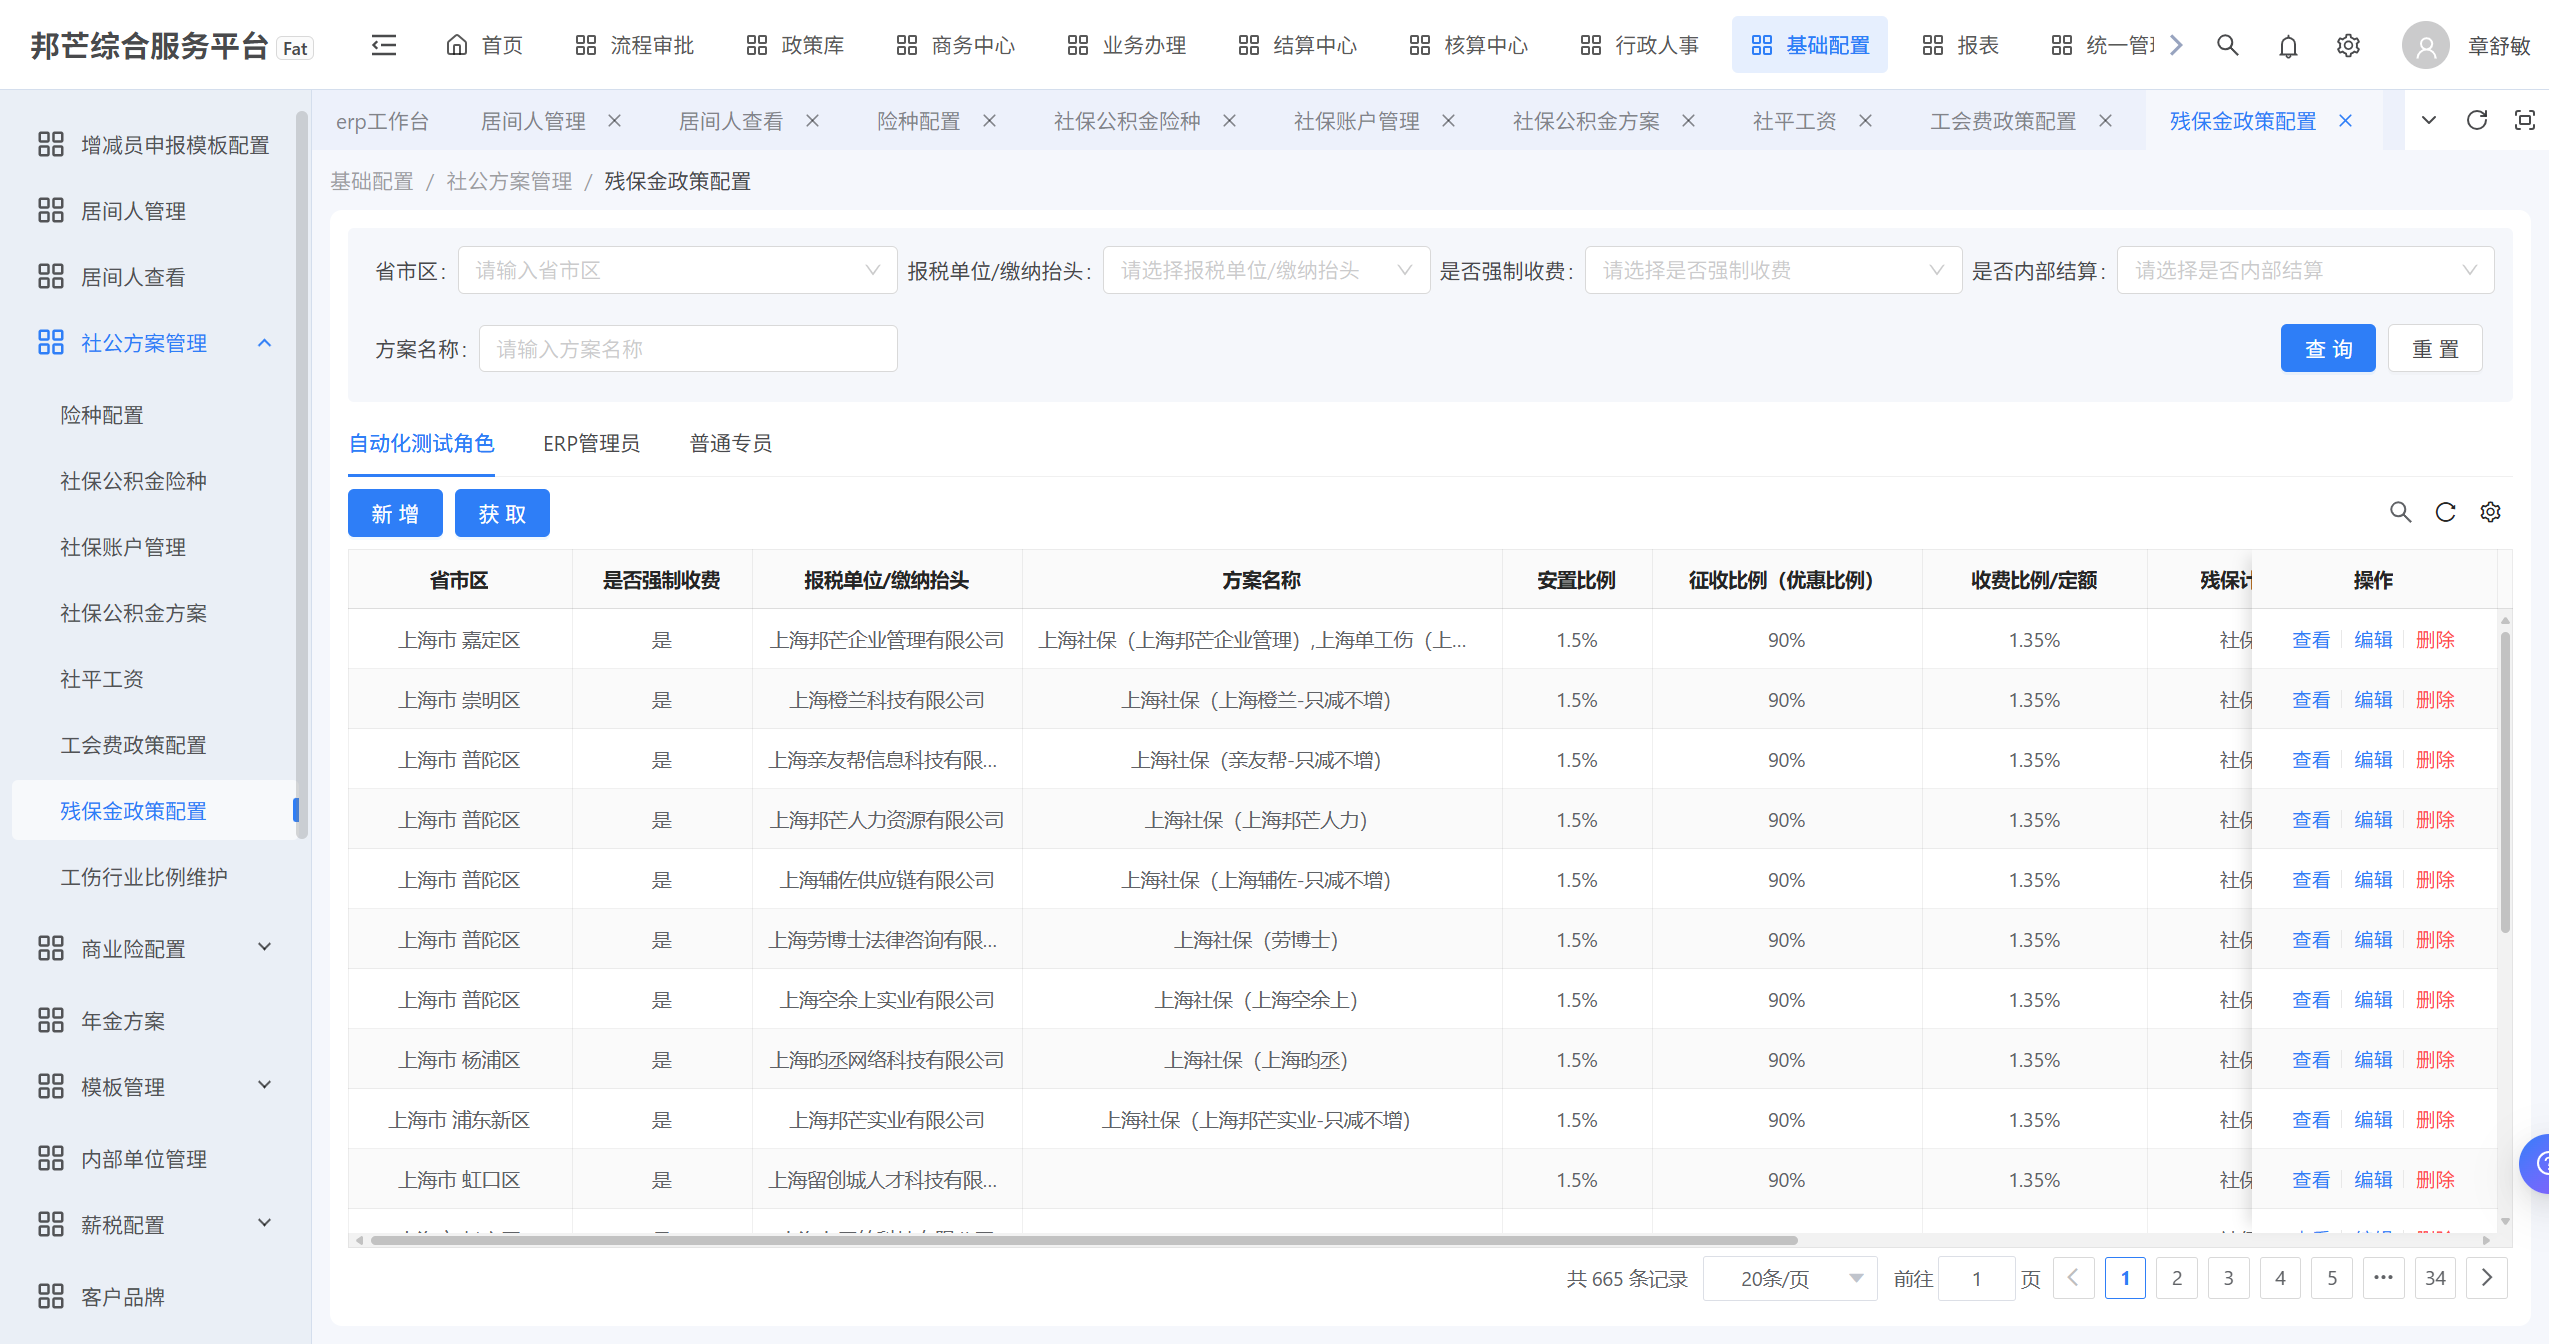 邦芒综合服务平台 Fat 首页 流程审批 政策库 商务中心 业务办理 结算中心 核算中心 行政人事 基础配置 报表 统一管 章舒敏
erp工作台 居间人管理 居间人查看 险种配置 社保公积金险种 社保账户管理 社保公积金方案 社平工资 工会费政策配置 残保金政策配置
增减员申报模板配置
居间人管理
居间人查看
社公方案管理
险种配置
社保公积金险种
社保账户管理
社保公积金方案
社平工资
工会费政策配置
残保金政策配置
工伤行业比例维护
商业险配置
年金方案
模板管理
内部单位管理
薪税配置
客户品牌
基础配置 / 社公方案管理 / 残保金政策配置
省市区: 请输入省市区 报税单位/缴纳抬头: 请选择报税单位/缴纳抬头 是否强制收费: 请选择是否强制收费 是否内部结算: 请选择是否内部结算
方案名称: 请输入方案名称 查 询 重 置
自动化测试角色 ERP管理员 普通专员
新 增 获 取
省市区 是否强制收费 报税单位/缴纳抬头 方案名称 安置比例 征收比例（优惠比例） 收费比例/定额 残保 操作
上海市 嘉定区 是 上海邦芒企业管理有限公司 上海社保（上海邦芒企业管理）,上海单工伤（上... 1.5% 90% 1.35% 社保 查看 编辑 删除
上海市 崇明区 是 上海橙兰科技有限公司 上海社保（上海橙兰-只减不增） 1.5% 90% 1.35% 社保 查看 编辑 删除
上海市 普陀区 是 上海亲友帮信息科技有限... 上海社保（亲友帮-只减不增） 1.5% 90% 1.35% 社保 查看 编辑 删除
上海市 普陀区 是 上海邦芒人力资源有限公司 上海社保（上海邦芒人力） 1.5% 90% 1.35% 社保 查看 编辑 删除
上海市 普陀区 是 上海辅佐供应链有限公司 上海社保（上海辅佐-只减不增） 1.5% 90% 1.35% 社保 查看 编辑 删除
上海市 普陀区 是 上海劳博士法律咨询有限... 上海社保（劳博士） 1.5% 90% 1.35% 社保 查看 编辑 删除
上海市 普陀区 是 上海空余上实业有限公司 上海社保（上海空余上） 1.5% 90% 1.35% 社保 查看 编辑 删除
上海市 杨浦区 是 上海昀丞网络科技有限公司 上海社保（上海昀丞） 1.5% 90% 1.35% 社保 查看 编辑 删除
上海市 浦东新区 是 上海邦芒实业有限公司 上海社保（上海邦芒实业-只减不增） 1.5% 90% 1.35% 社保 查看 编辑 删除
上海市 虹口区 是 上海留创城人才科技有限... 1.5% 90% 1.35% 社保 查看 编辑 删除
共 665 条记录 20条/页 前往 1 页 1 2 3 4 5 ••• 34